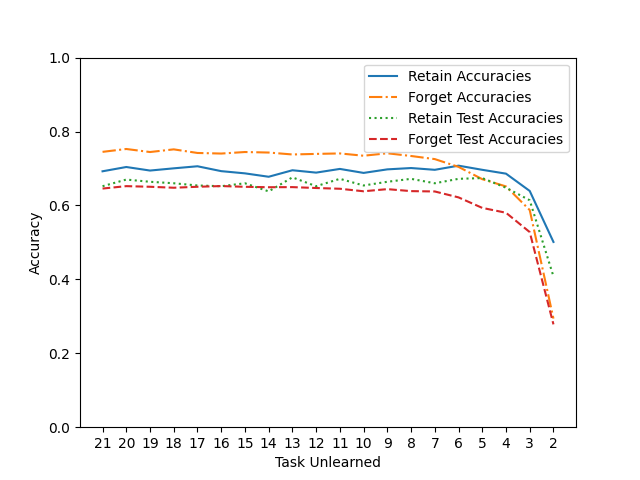 1.0
0.8
0.6
0.4
0.2
0.0
Accuracy
Retain Accuracies
Forget Accuracies
Retain Test Accuracies
Forget Test Accuracies
21 20 19 18 17 16 15 14 13 12 11 10 9 8 7 6 5 4 3 2
Task Unlearned